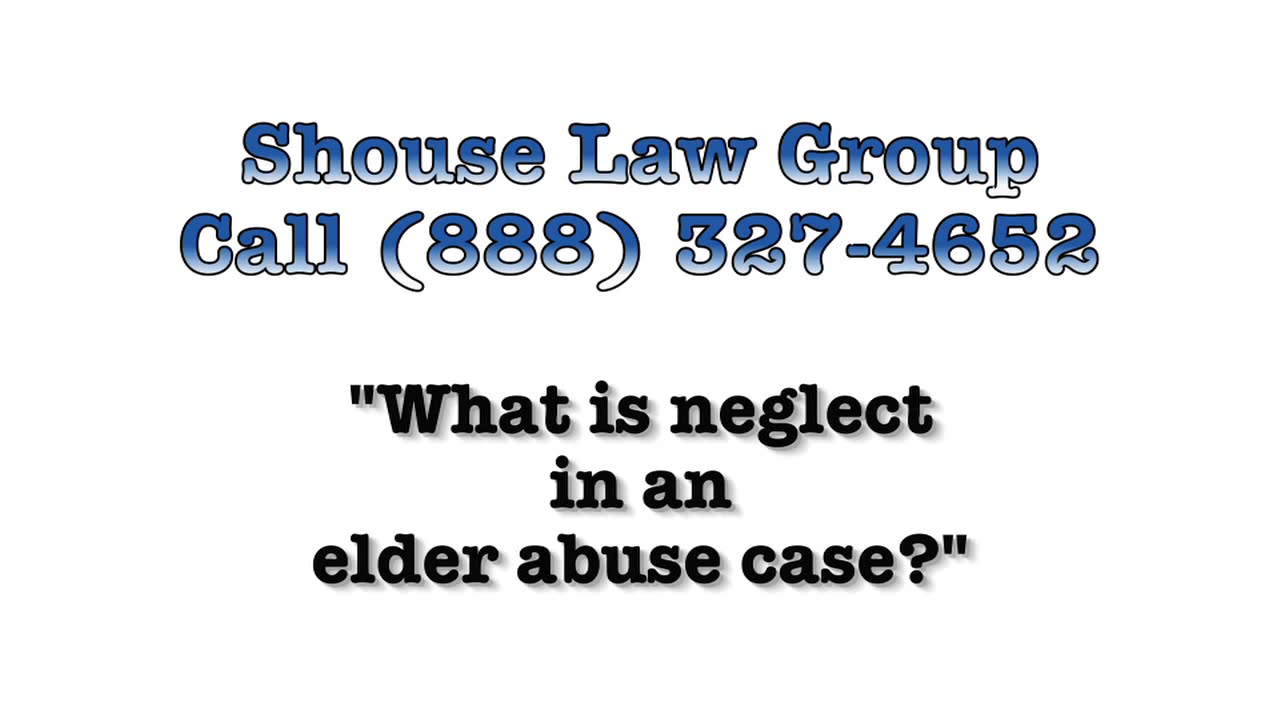 Shouse Law Group
Call (888) 327-4652
"What is neglect
in an
elder abuse case?"